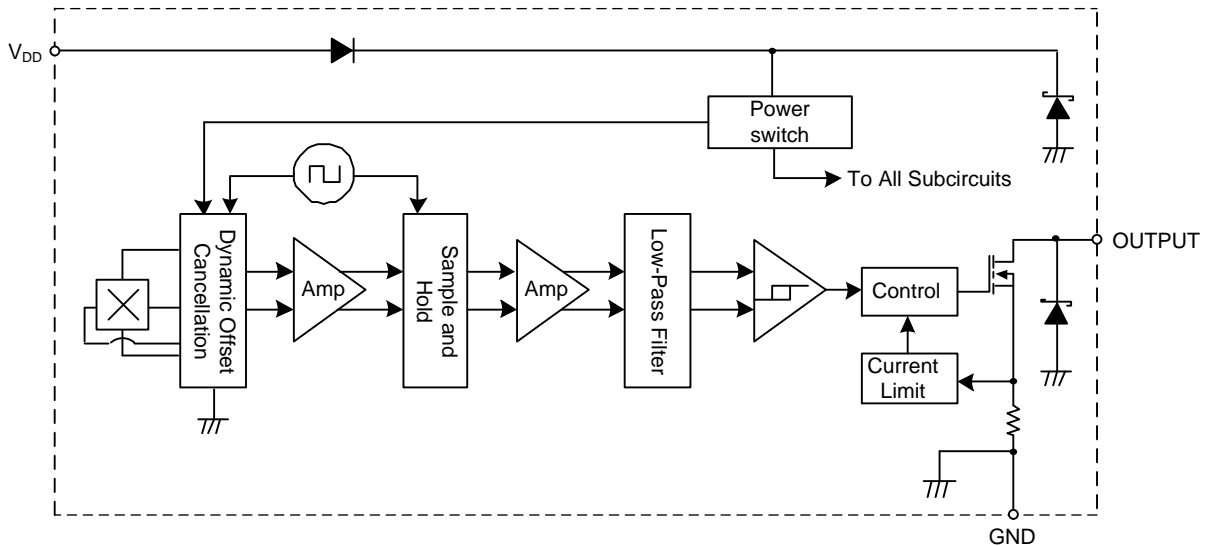 VDD
Power
switch
To All Subcircuits
Dynamic Offset
Cancellation
Amp
Sample and
Hold
Amp
Low-Pass Filter
Control
Current
Limit
OUTPUT
GND